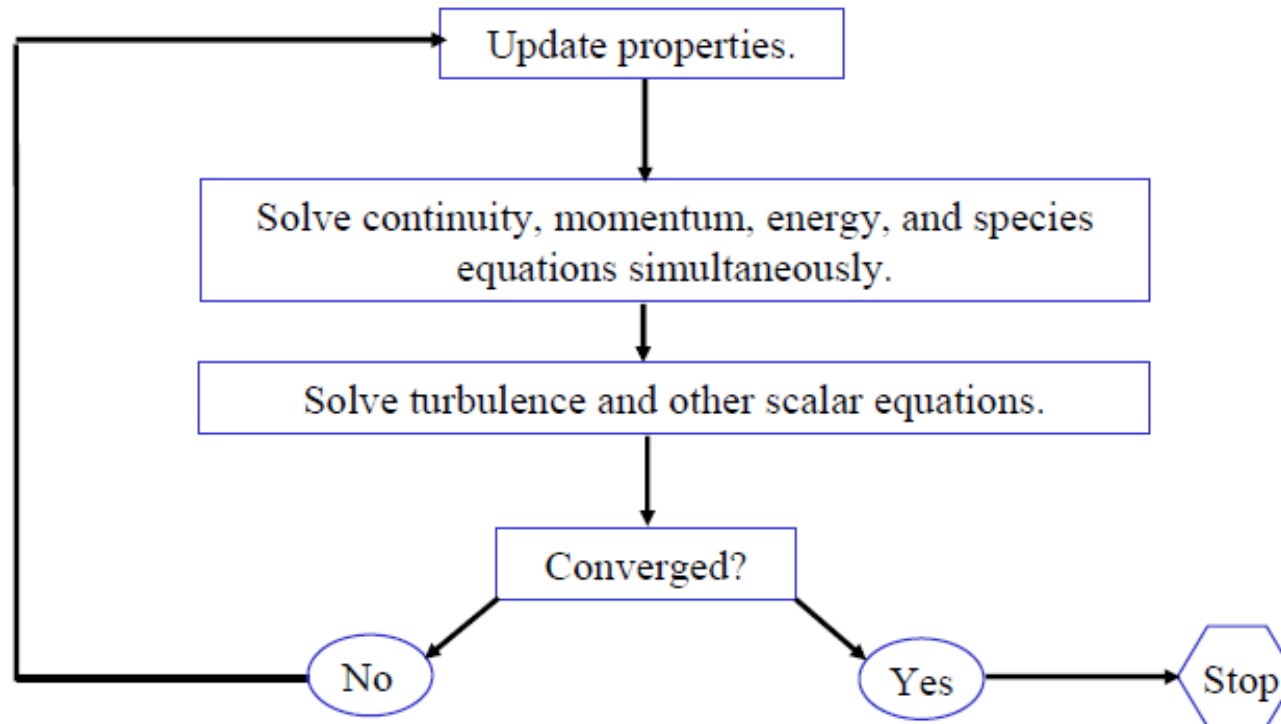 Update properties.
Solve continuity, momentum, energy, and species
equations simultaneously.
Solve turbulence and other scalar equations.
Converged?
No
Yes
Stop